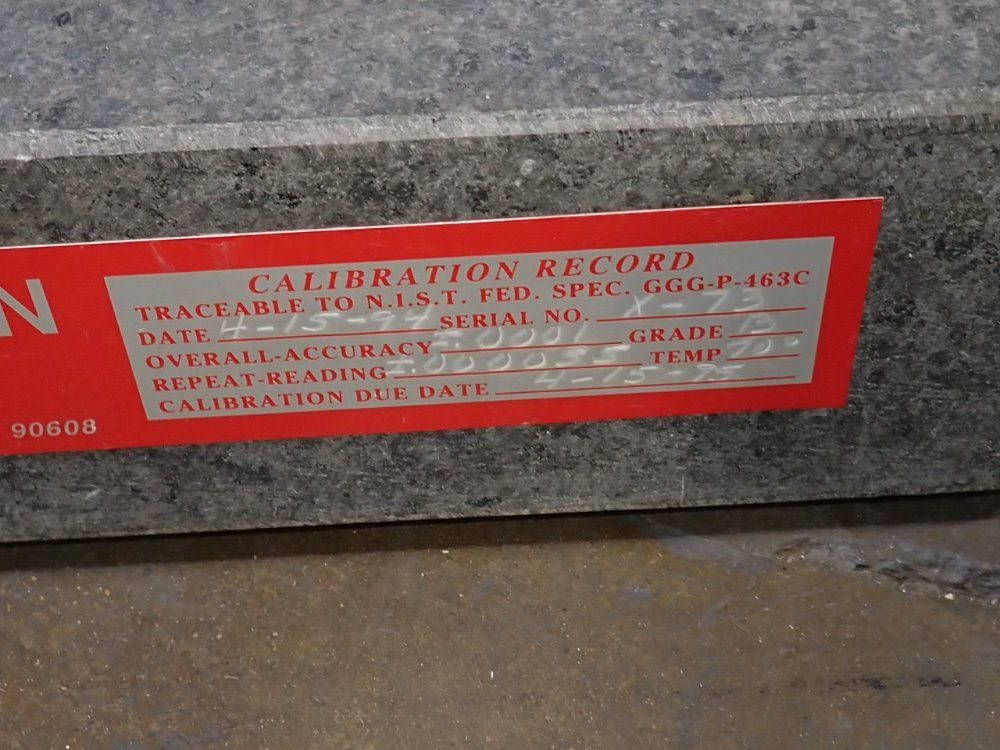 N
CALIBRATION RECORD
TRACEABLE TO N.I.S.T. FED. SPEC. GGG-P-463C
DATE 4-15-94 SERIAL NO. X-73
OVERALL-ACCURACY .0001 GRADE B
REPEAT-READING .000035 TEMP 70°
CALIBRATION DUE DATE 4-15-95
90608